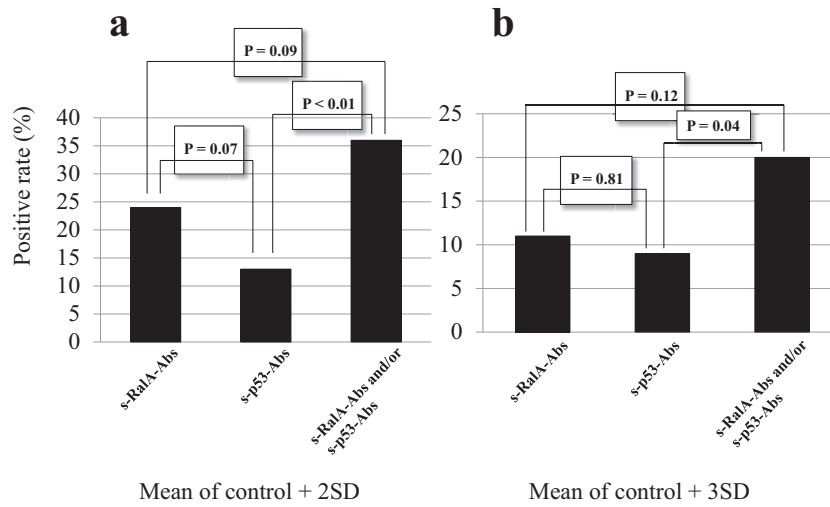 a
P = 0.09
P < 0.01
P = 0.07
Positive rate (%)
40
35
30
25
20
15
10
5
0
s-RalA-Abs
s-p53-Abs
s-RalA-Abs and/or
s-p53-Abs
Mean of control + 2SD
b
P = 0.12
P = 0.04
P = 0.81
25
20
15
10
5
0
s-RalA-Abs
s-p53-Abs
s-RalA-Abs and/or
s-p53-Abs
Mean of control + 3SD